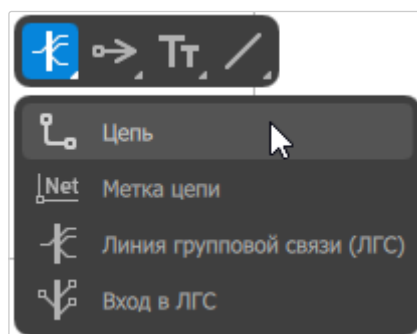 Tт
Цепь
Net
Метка цепи
Линия групповой связи (ЛГС)
Вход в ЛГС